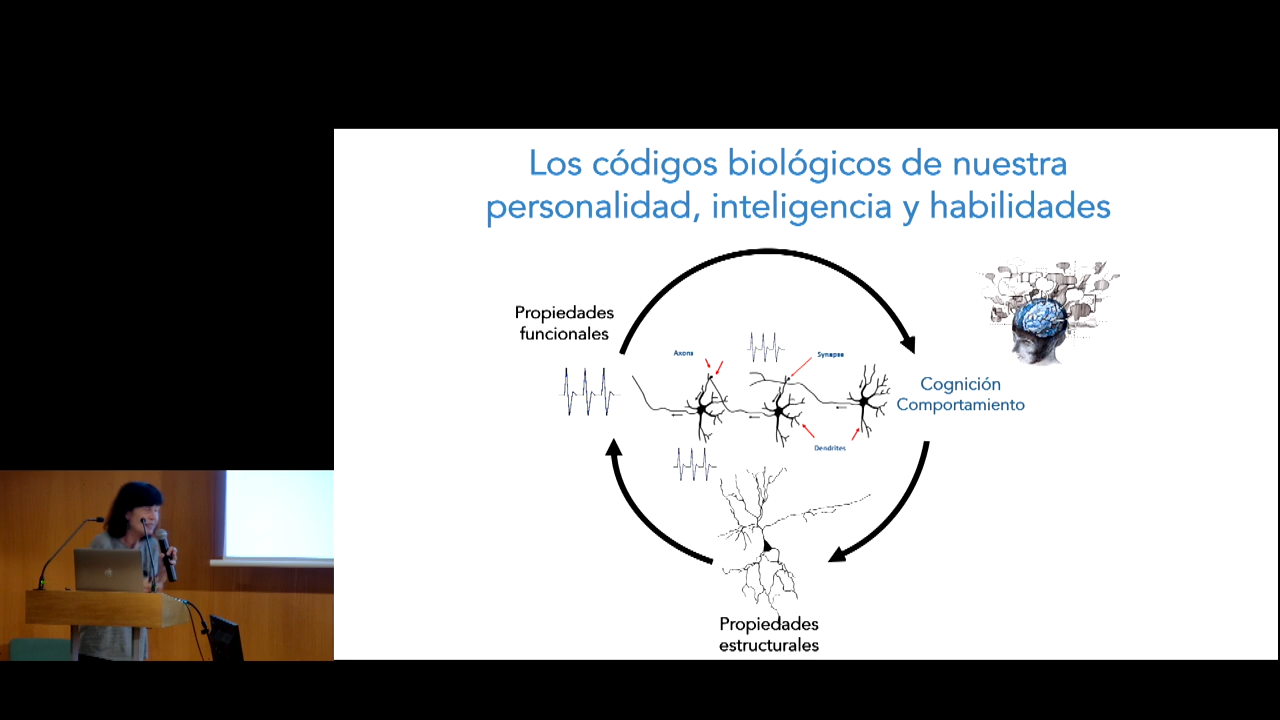 Los códigos biológicos de nuestra
personalidad, inteligencia y habilidades
Propiedades
funcionales
Axons
Synapse
Cognición
Comportamiento
Dendrites
Propiedades
estructurales